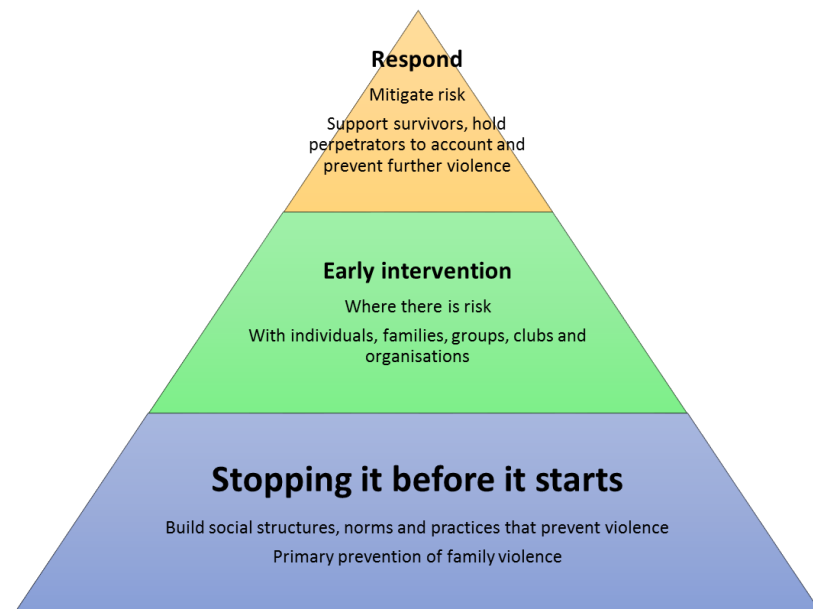 Respond
Mitigate risk
Support survivors, hold
perpetrators to account and
prevent further violence
Early intervention
Where there is risk
With individuals, families, groups, clubs and
organisations
Stopping it before it starts
Build social structures, norms and practices that prevent violence
Primary prevention of family violence